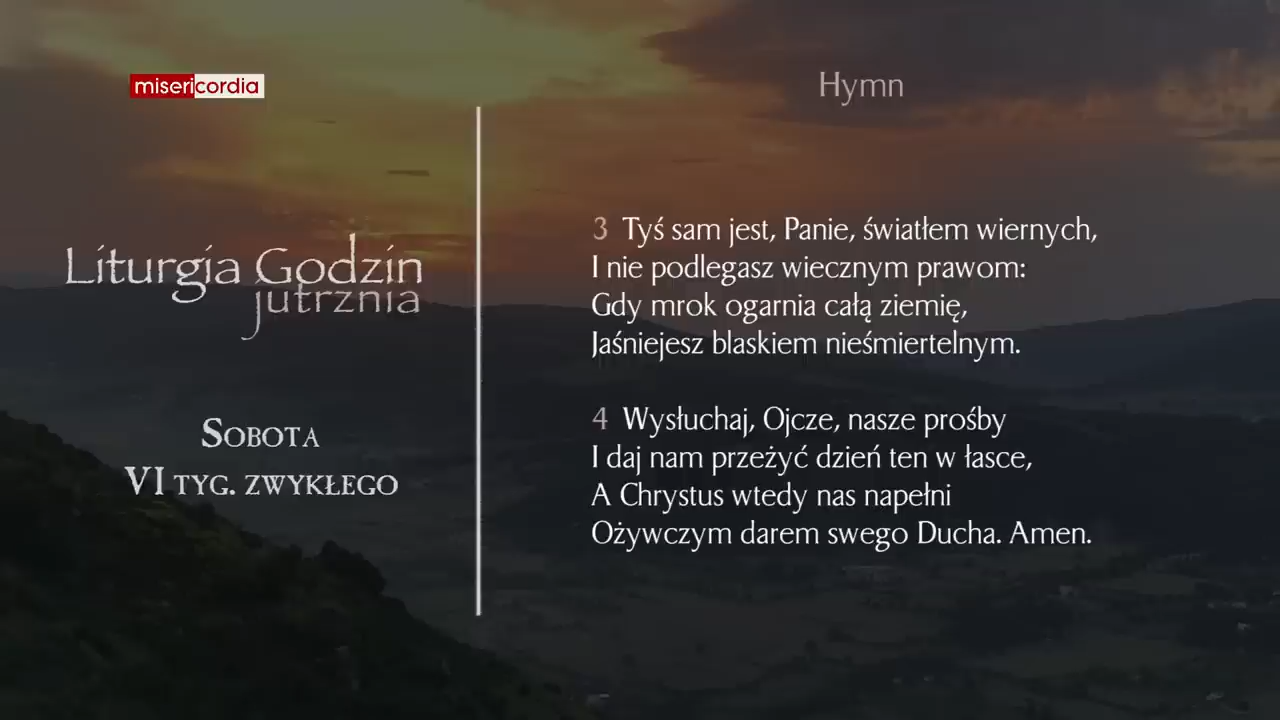 misericordia
Liturgia Godzin
jutrznia
Sobota
VI tyg. zwykłego
Hymn
3 Tyś sam jest, Panie, światłem wiernych,
I nie podlegasz wiecznym prawom:
Gdy mrok ogarnia całą ziemię,
Jaśniejesz blaskiem nieśmiertelnym.
4 Wysłuchaj, Ojcze, nasze prośby
I daj nam przeżyć dzień ten w łasce,
A Chrystus wtedy nas napełni
Ożywczym darem swego Ducha. Amen.